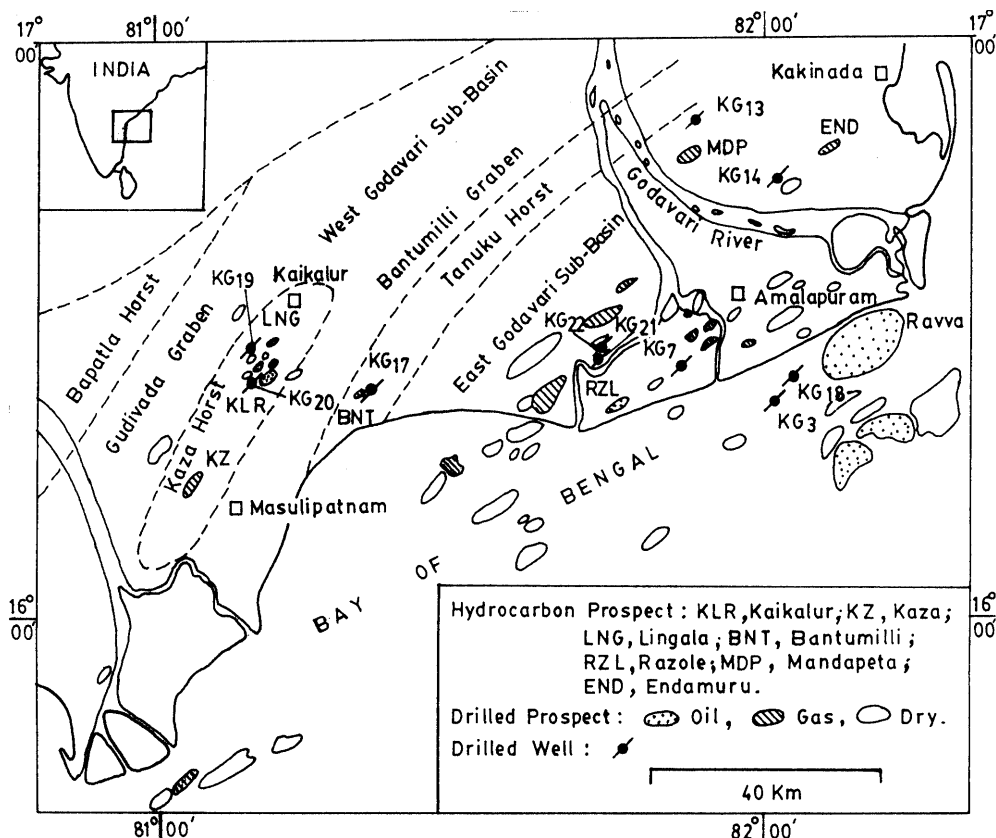 17°
00'
81° 00'
82° 00'
17°
00'
INDIA
Kakinada
KG13
END
MDP
KG14
West Godavari Sub-Basin
Bantumilli Graben
Tanuku Horst
Godavari River
East Godavari Sub-Basin
KG19
Kaikalur
LNG
Bapatla Horst
Gudivada Graben
Kaza Horst
KLR
KG20
KG17
BNT
KG22
KG21
KG7
RZL
Amalapuram
Ravva
KG18
KG3
KZ
Masulipatnam
BAY OF BENGAL
16°
00'
16°
00'
Hydrocarbon Prospect : KLR, Kaikalur; KZ, Kaza;
LNG, Lingala; BNT, Bantumilli;
RZL, Razole; MDP, Mandapeta;
END, Endamuru.
Drilled Prospect : Oil, Gas, Dry.
Drilled Well :
40 Km
81° 00'
82° 00'